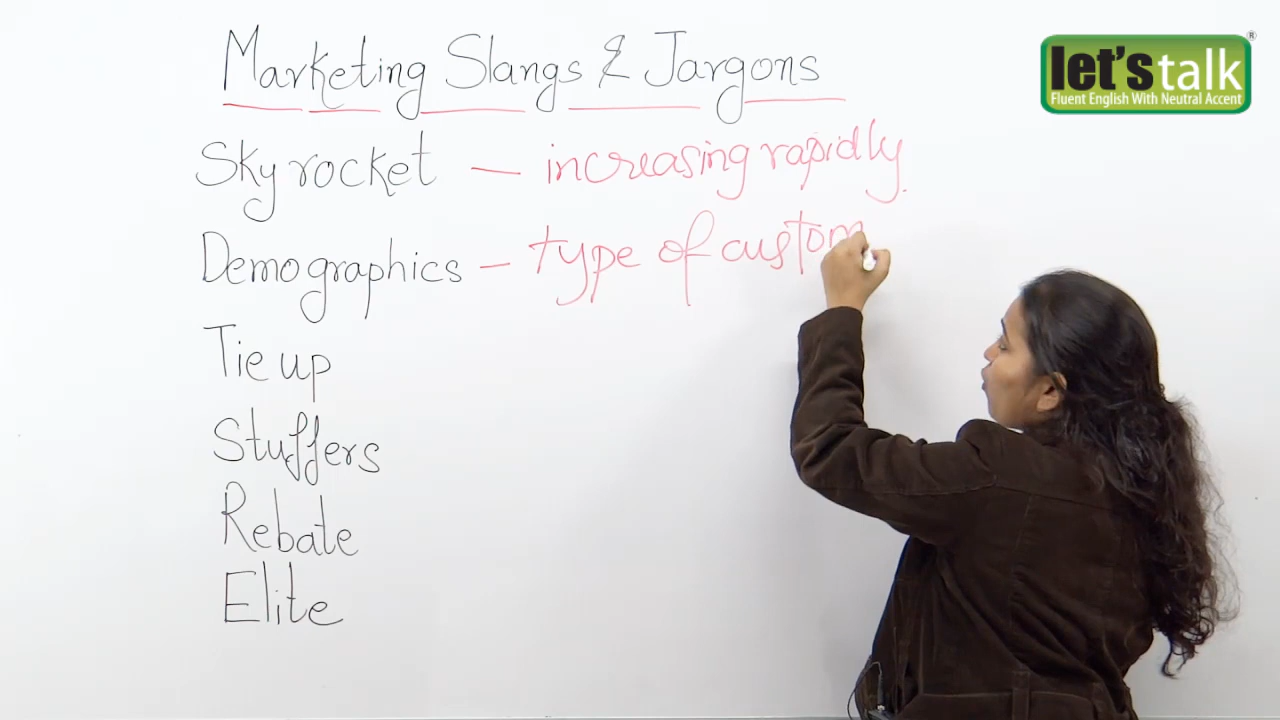 Marketing Slangs & Jargons
Sky rocket — increasing rapidly.
Demographics – type of custom
Tie up
Stuffers
Rebate
Elite
let's talk®
Fluent English With Neutral Accent